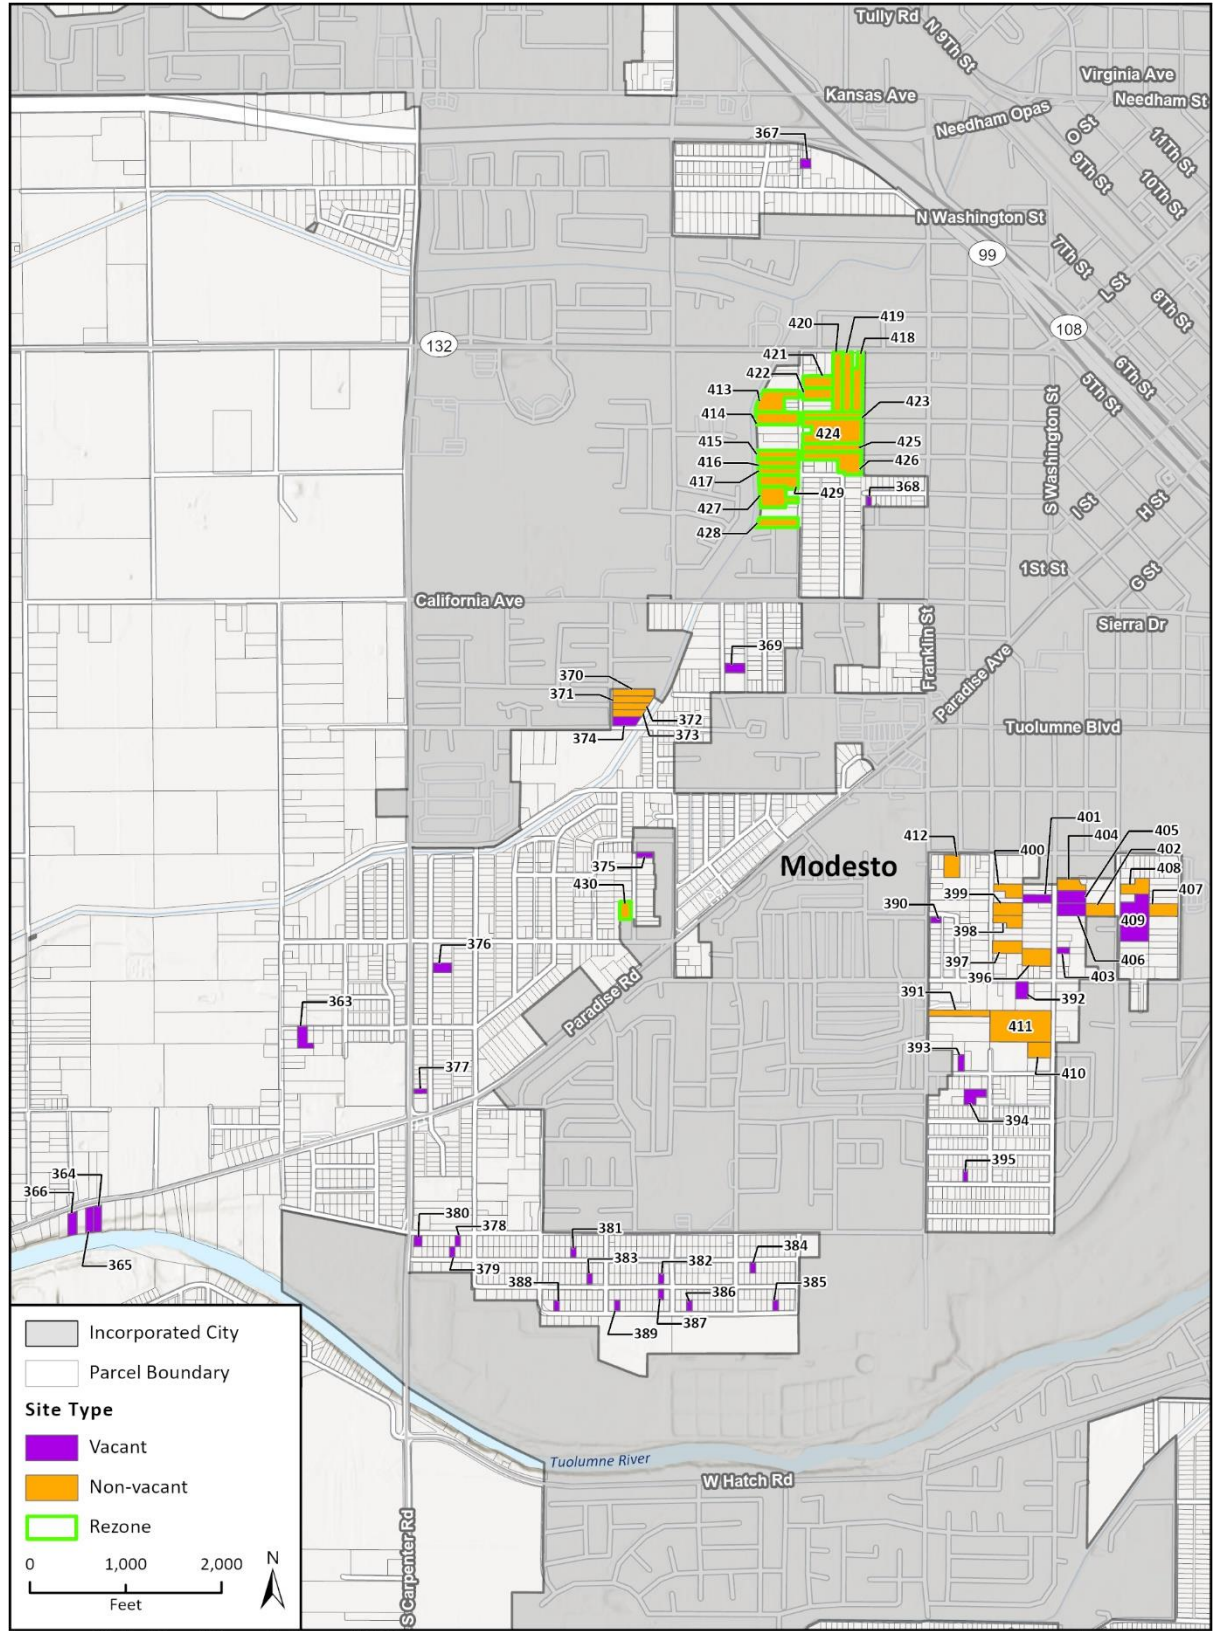 Tully Rd
N 9Th St
Virginia Ave
Kansas Ave
Needham St
Needham Opas
O St
11Th St
9Th St
10Th St
367
N Washington St
99
7Th St
L St
8Th St
108
6Th St
5Th St
132
420
419
418
421
422
413
423
414
424
415
425
416
426
417
368
429
427
428
S Washington St
I St
H St
1St St
G St
California Ave
Sierra Dr
Franklin St
Paradise Ave
369
370
371
372
373
374
Tuolumne Blvd
401
404
405
412
400
402
Modesto
408
375
430
399
407
390
409
398
376
397
406
396
403
363
391
392
Paradise Rd
411
393
377
410
394
395
364
366
365
380
378
381
379
383
382
384
388
386
385
387
389
Incorporated City
Parcel Boundary
Site Type
Vacant
Non-vacant
Rezone
0 1,000 2,000
Feet
N
Tuolumne River
W Hatch Rd
S Carpenter Rd